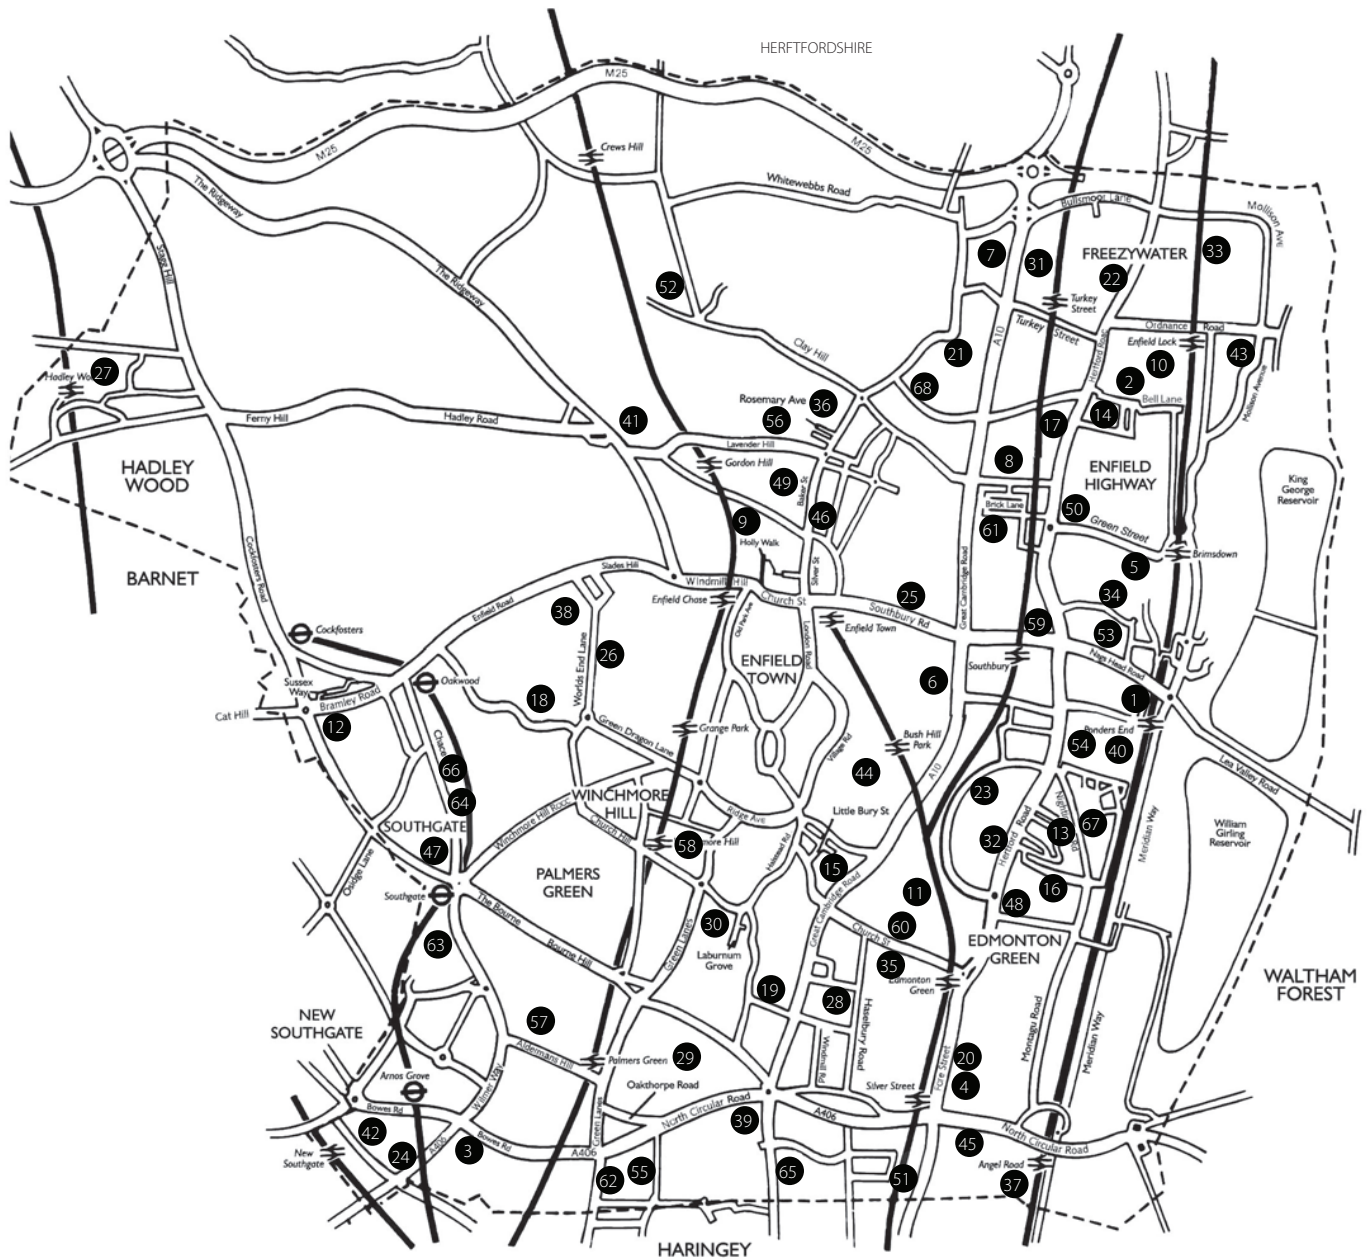 HERFTFORDSHIRE
M25
M25
M25
Crews Hill
The Ridgeway
Whitewebbs Road
Bullsmoor Lane
Mollison Ave
Stagg Hill
The Ridgeway
7
31
FREEZYWATER
33
22
52
Turkey
Street
Turkey Street
A10
Ordnance Road
Enfield Lock
Hertford Road
Clay Hill
21
43
10
2
27
68
Bell Lane
Mollison Avenue
Rosemary Ave
36
56
14
17
Ferny Hill
Hadley Road
41
Lavender Hill
Gordon Hill
8
ENFIELD
HIGHWAY
HADLEY
WOOD
49
Baker St
King
George
Reservoir
Brick Lane
50
9
46
61
Green Street
Holly Walk
Brimsdown
5
BARNET
Cockfosters Road
Slades Hill
Windmill Hill
Silver St
Great Cambridge Road
Enfield Chase
Church St
25
34
Southbury Rd
38
Enfield Road
Old Park Ave
London Road
Enfield Town
59
53
Cockfosters
26
Worlds End Lane
ENFIELD
TOWN
Southbury
Nags Head Road
Oakwood
Sussex
Way
Bramley Road
6
1
18
Cat Hill
12
Green Dragon Lane
Grange Park
Village Rd
Bush Hill
Park
Ponders End
54
40
Chace
66
44
A10
Lea Valley Road
64
WINCHMORE
HILL
23
Little Bury St
Winchmore Hill
Ridge Ave
Church Hill
SOUTHGATE
47
58
32
Hertford Road
13
67
Meridian Way
William
Girling
Reservoir
Osidge Lane
Halstead Rd
15
PALMERS
GREEN
Southgate
The Bourne
11
16
48
Great Cambridge Road
30
60
Church St
63
Bourne Hill
Green Lanes
Laburnum
Grove
35
EDMONTON
GREEN
Edmonton
Green
WALTHAM
FOREST
19
28
Haselbury Road
NEW
SOUTHGATE
57
Montagu Road
Meridian Way
Aldermans Hill
Palmers Green
29
Windmill Rd
20
Fore Street
4
Arnos Grove
Oakthorpe Road
Silver Street
Bowes Rd
Wilmer Way
Green Lanes
North Circular Road
39
A406
42
A406
Bowes Rd
3
A406
45
North Circular Road
New
Southgate
24
62
55
65
51
Angel Road
37
HARINGEY